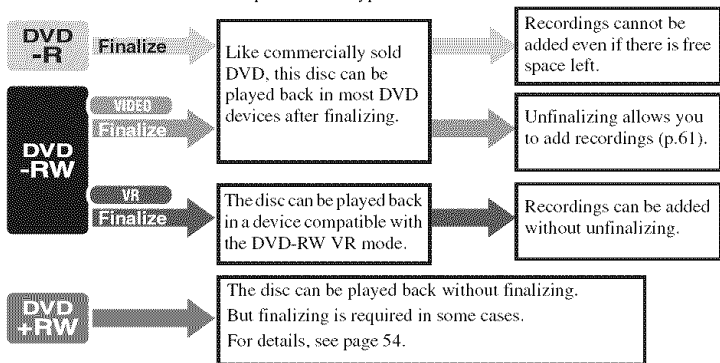 DVD
-R
Finalize
Like commercially sold
DVD, this disc can be
played back in most DVD
devices after finalizing.
Recordings cannot be
added even if there is free
space left.
DVD
-RW
VIDEO
Finalize
Unfinalizing allows you
to add recordings (p.61).
VR
Finalize
The disc can be played back
in a device compatible with
the DVD-RW VR mode.
Recordings can be added
without unfinalizing.
DVD
+RW
The disc can be played back without finalizing.
But finalizing is required in some cases.
For details, see page 54.